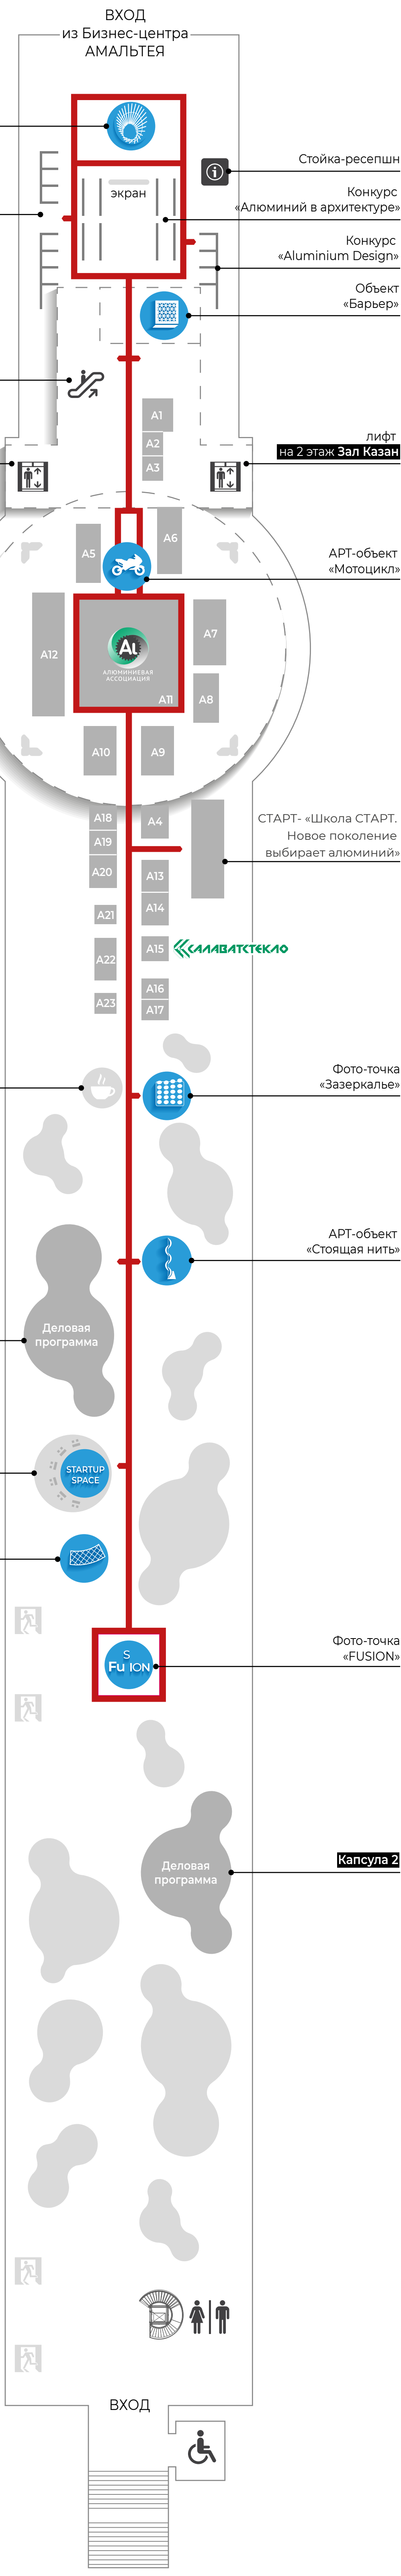 ВХОД
из Бизнес-центра
АМАЛЬТЕЯ
Стойка-ресепшн
экран
Конкурс
«Алюминий в архитектуре»
Конкурс
«Aluminium Design»
Объект
«Барьер»
A1
A2
A3
лифт
на 2 этаж Зал Казан
A5
A6
АРТ-объект
«Мотоцикл»
A12
A7
AL
АЛЮМИНИЕВАЯ
АССОЦИАЦИЯ
A11
A8
A10
A9
A18
A4
СТАРТ- «Школа СТАРТ.
Новое поколение
выбирает алюминий»
A19
A20
A13
A14
A21
A15
САЛАВАТСТЕКЛО
A22
A16
A23
A17
Фото-точка
«Зазеркалье»
АРТ-объект
«Стоящая нить»
Деловая
программа
STARTUP
SPACE
Фото-точка
«FUSION»
S
Fu ION
Капсула 2
Деловая
программа
ВХОД